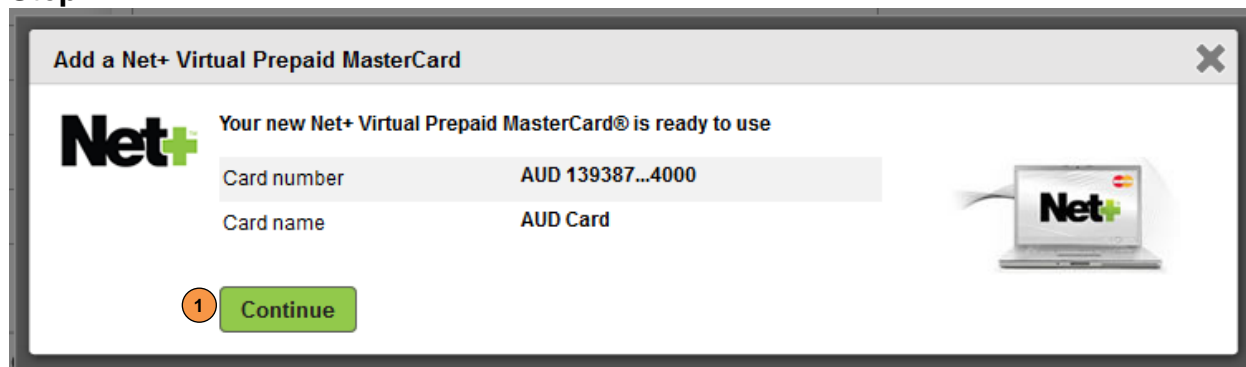 Add a Net+ Virtual Prepaid MasterCard
Net+
Your new Net+ Virtual Prepaid MasterCard® is ready to use
Card number AUD 139387...4000
Card name AUD Card
Net+
1 Continue